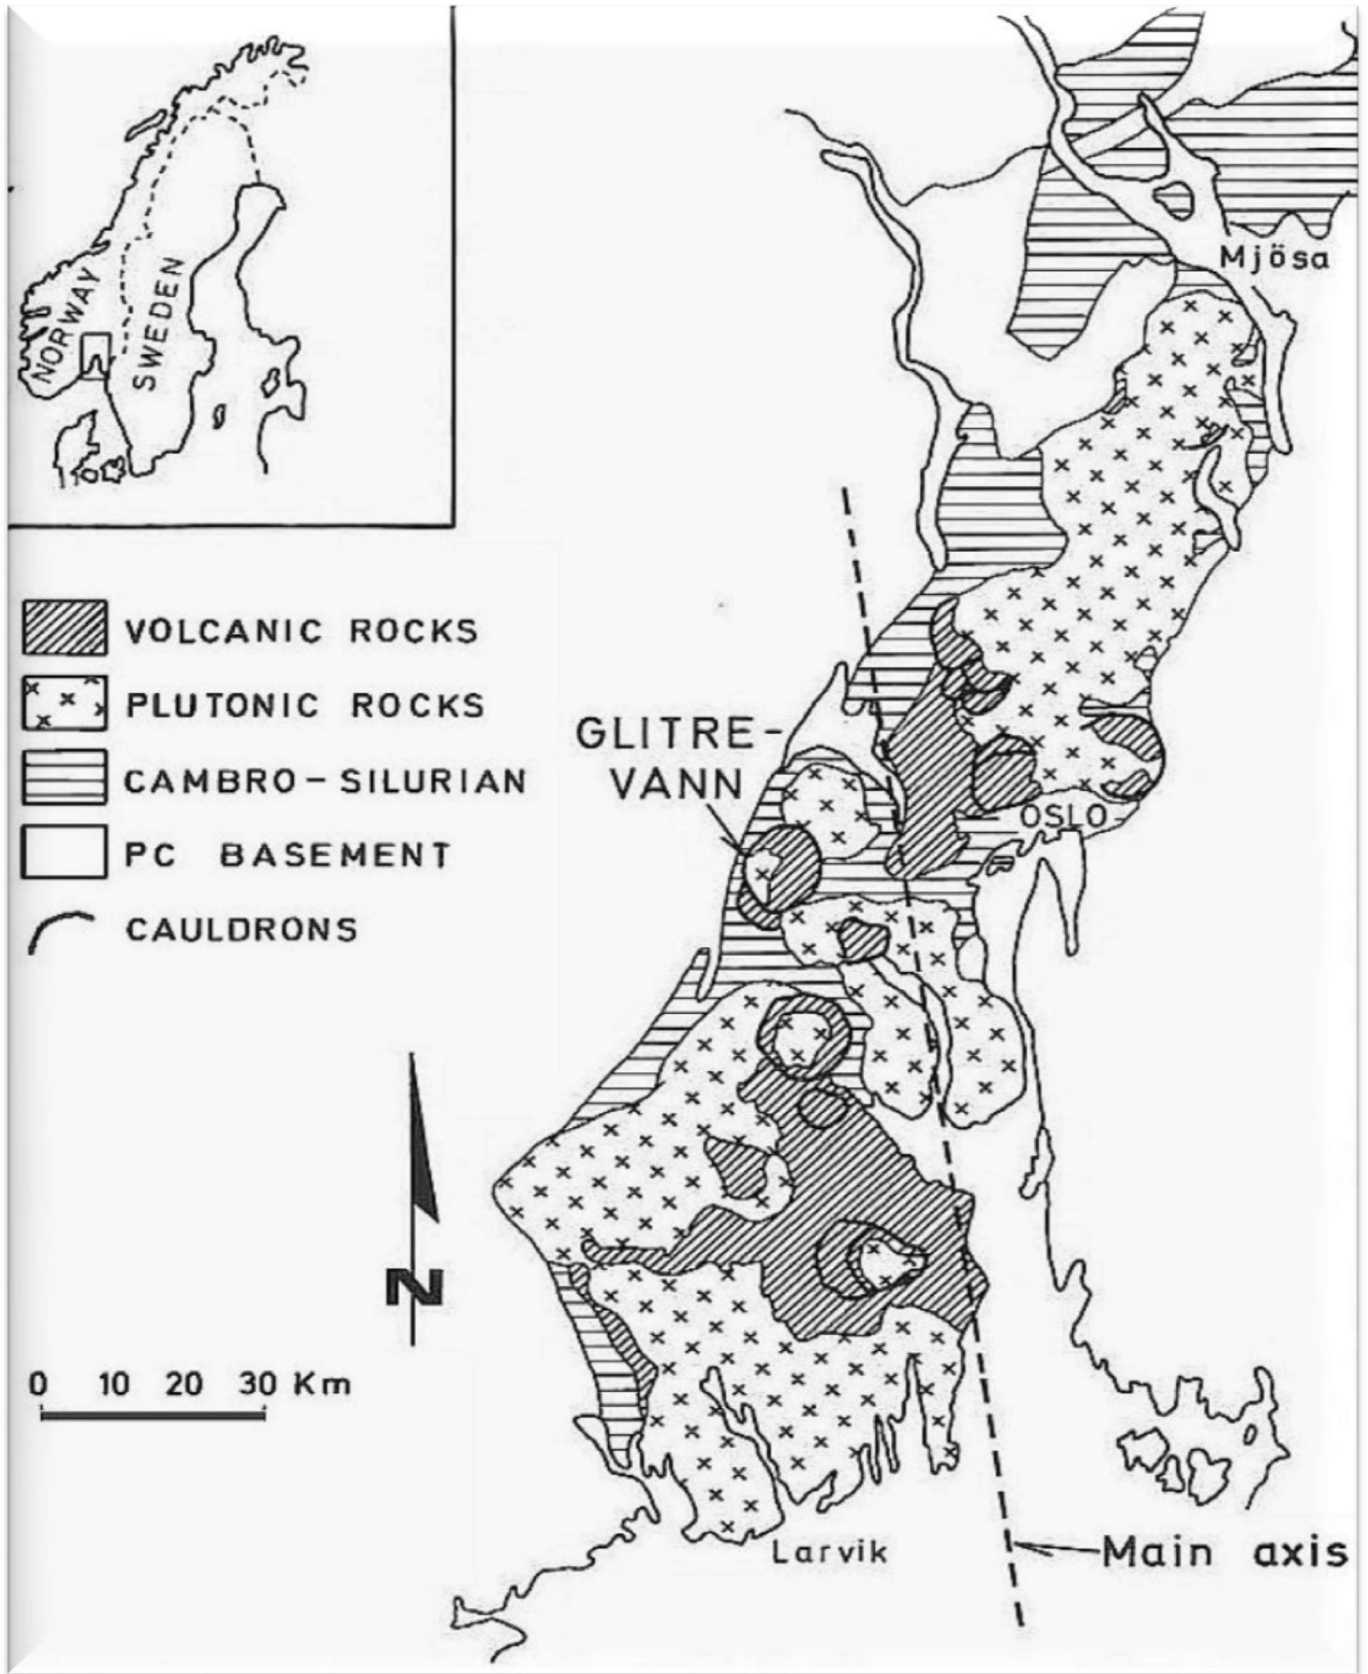 NORWAY
SWEDEN
Mjösa
VOLCANIC ROCKS
PLUTONIC ROCKS
CAMBRO-SILURIAN
PC BASEMENT
CAULDRONS
GLITRE-
VANN
OSLO
N
0 10 20 30 Km
Larvik
Main axis